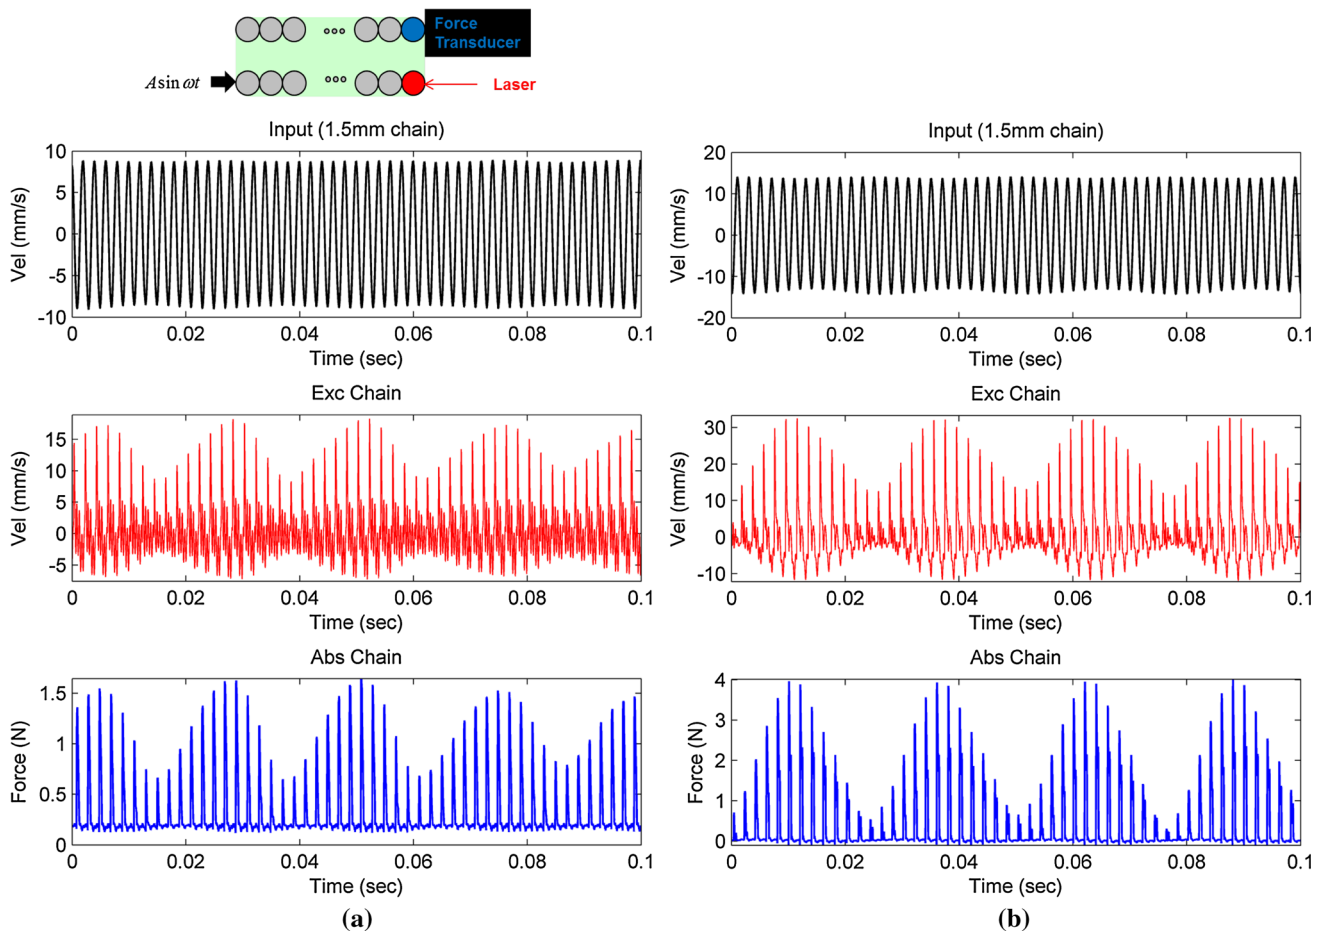 Force
Transducer
A sin ωt
Laser
Input (1.5mm chain)
10
5
0
-5
-10
Vel (mm/s)
0 0.02 0.04 0.06 0.08 0.1
Time (sec)
Exc Chain
15
10
5
0
-5
Vel (mm/s)
0 0.02 0.04 0.06 0.08 0.1
Time (sec)
Abs Chain
1.5
1
0.5
0
Force (N)
0 0.02 0.04 0.06 0.08 0.1
Time (sec)
(a)
Input (1.5mm chain)
20
10
0
-10
-20
Vel (mm/s)
0 0.02 0.04 0.06 0.08 0.1
Time (sec)
Exc Chain
30
20
10
0
-10
Vel (mm/s)
0 0.02 0.04 0.06 0.08 0.1
Time (sec)
Abs Chain
4
3
2
1
0
Force (N)
0 0.02 0.04 0.06 0.08 0.1
Time (sec)
(b)